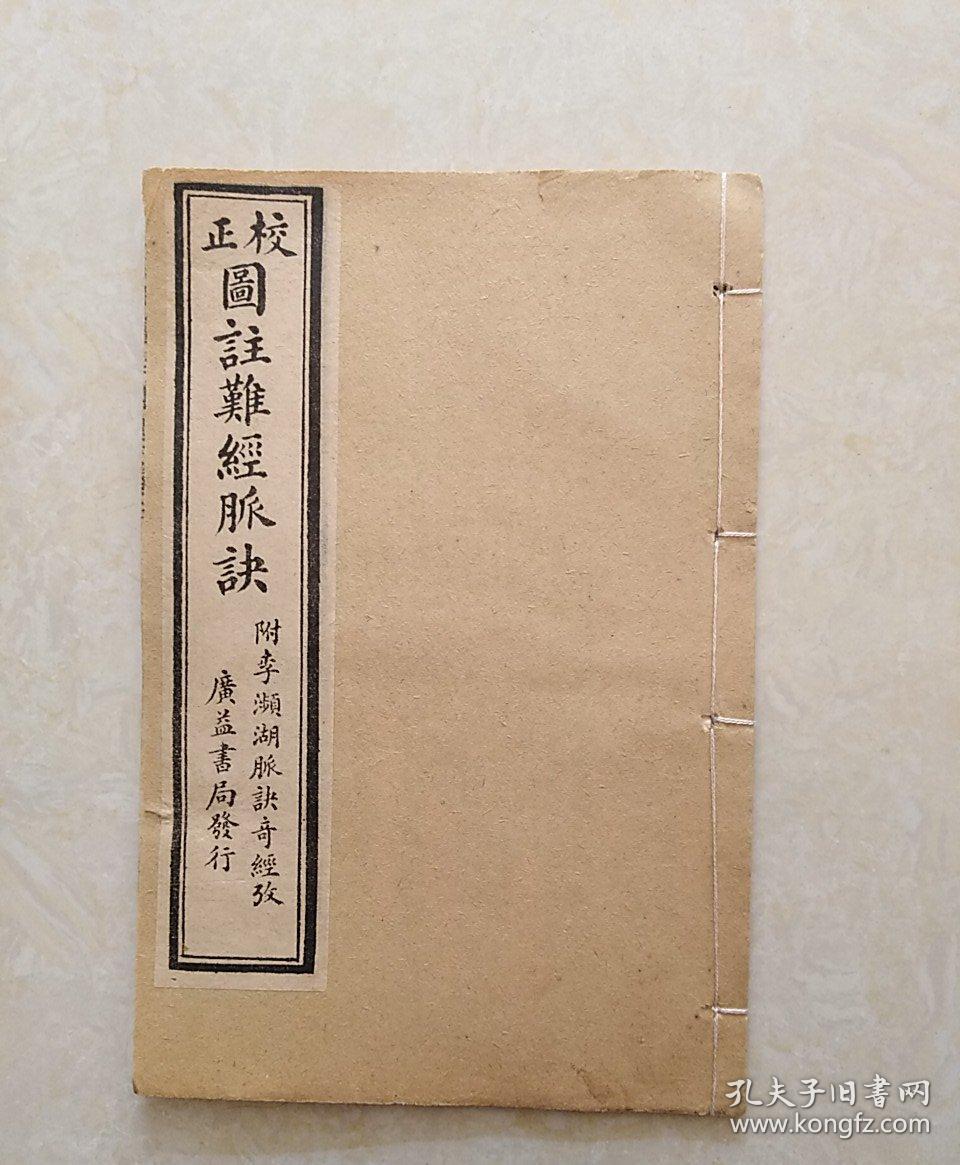 校正
圖註難經脈訣
附李瀕湖脈訣奇經攷
廣益書局發行
孔夫子旧书网
www.kongfz.com